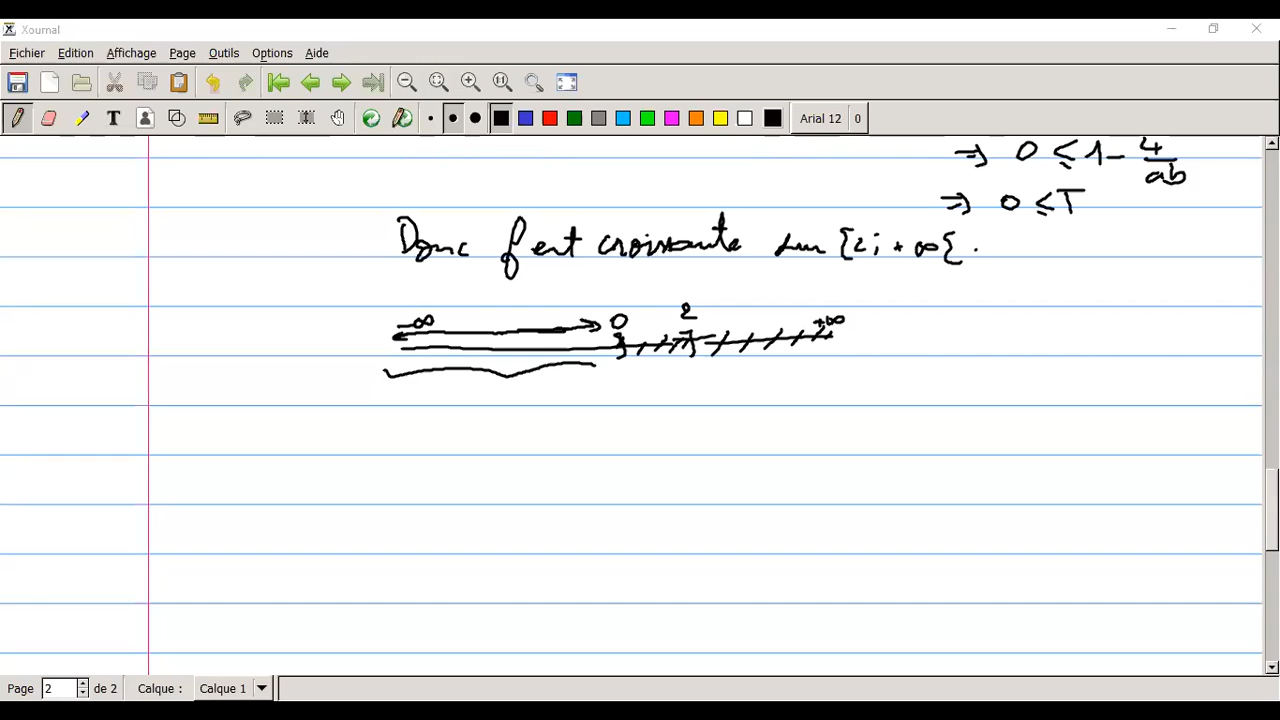 Xournal
Fichier Edition Affichage Page Outils Options Aide
Arial 12 0
=> 0 ≤ 1 - 4/ab
=> 0 ≤ T
Donc f est croissante sur [2; +∞[.
-∞ 0 2 +∞
Page 2 de 2 Calque : Calque 1